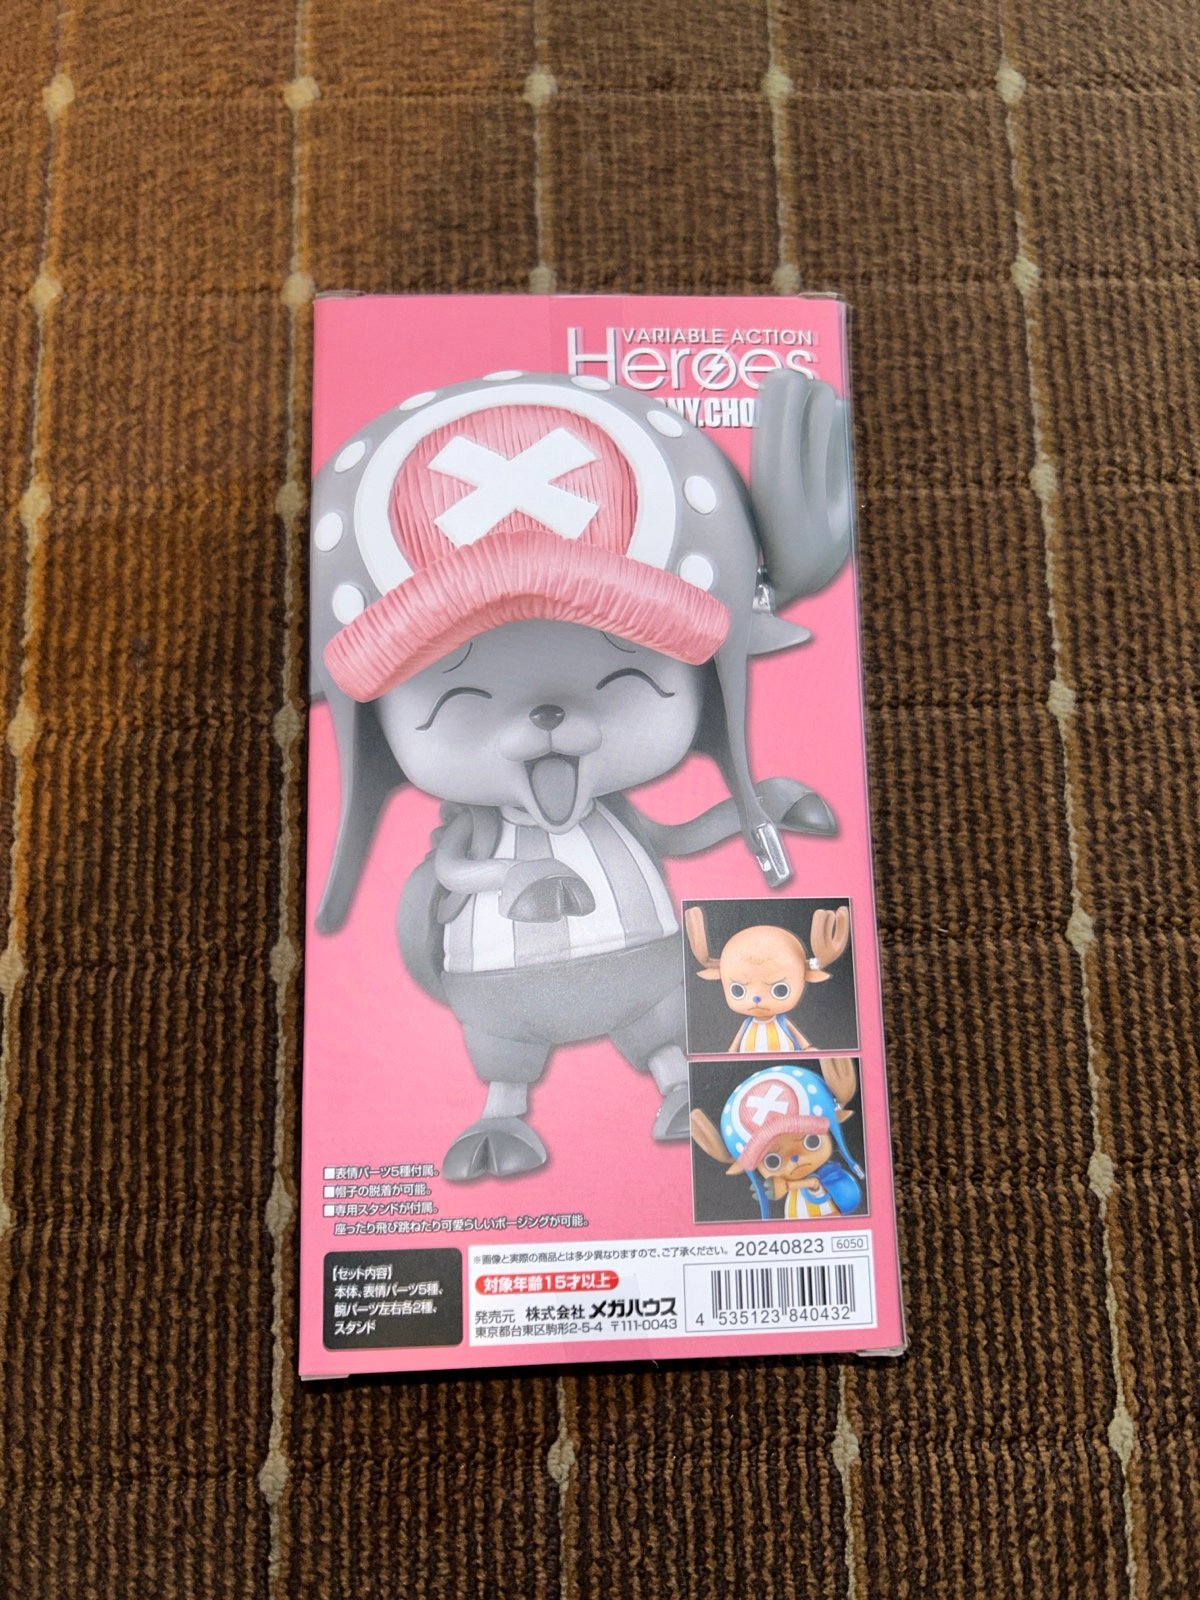 VARIABLE ACTION
Heroes
NY.CHO
■表情パーツ5種付属。
■帽子の脱着が可能。
■専用スタンドが付属。
座ったり飛び跳ねたり可愛らしいポージングが可能。
【セット内容】
本体、表情パーツ5種、
腕パーツ左右各2種、
スタンド
※画像と実際の商品とは多少異なりますので、ご了承ください。 20240823 6050
対象年齢15才以上
発売元 株式会社 メガハウス
東京都台東区駒形2-5-4 〒111-0043
4 535123 840432